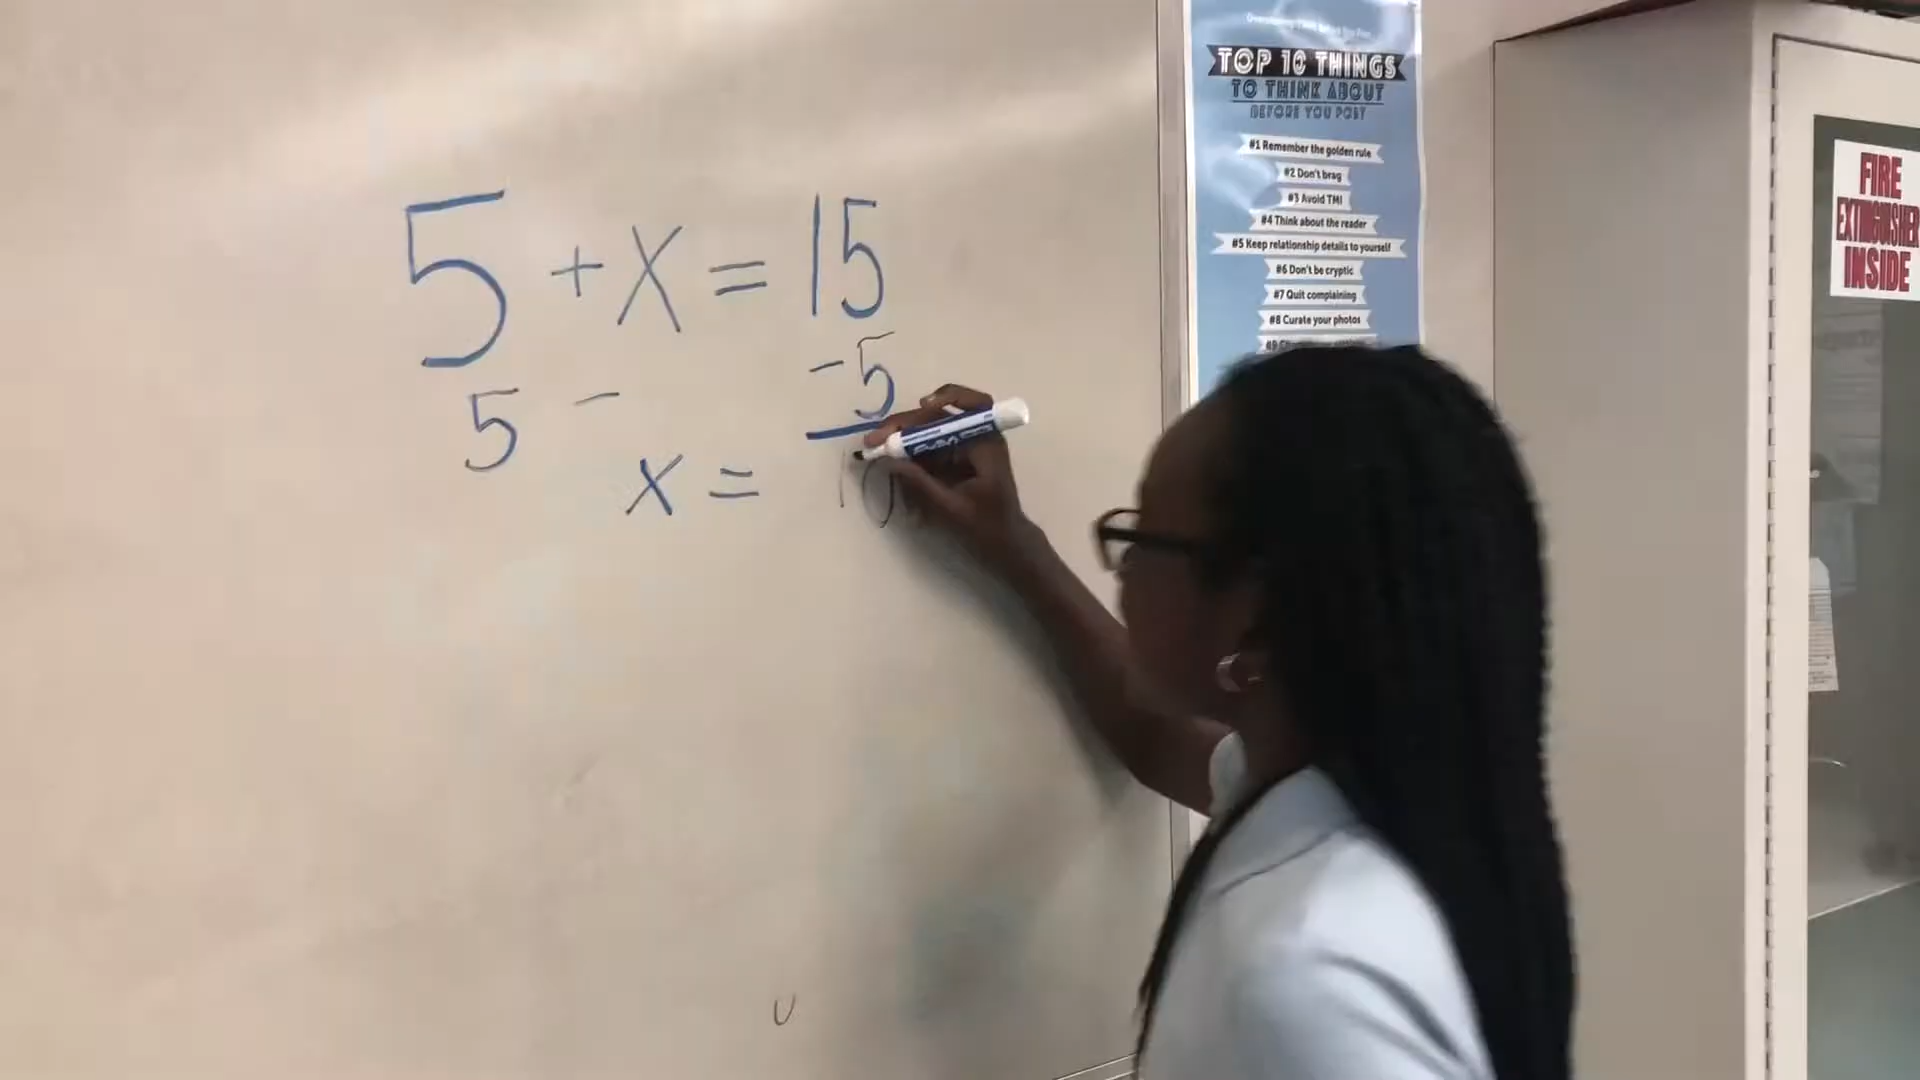 5 + x = 15
-5
5 -
x = 10
TOP 10 THINGS
TO THINK ABOUT
BEFORE YOU POST
#1 Remember the golden rule
#2 Don't brag
#3 Avoid TMI
#4 Think about the reader
#5 Keep relationship details to yourself
#6 Don't be cryptic
#7 Quit complaining
#8 Curate your photos
#9
FIRE
EXTINGUISHER
INSIDE